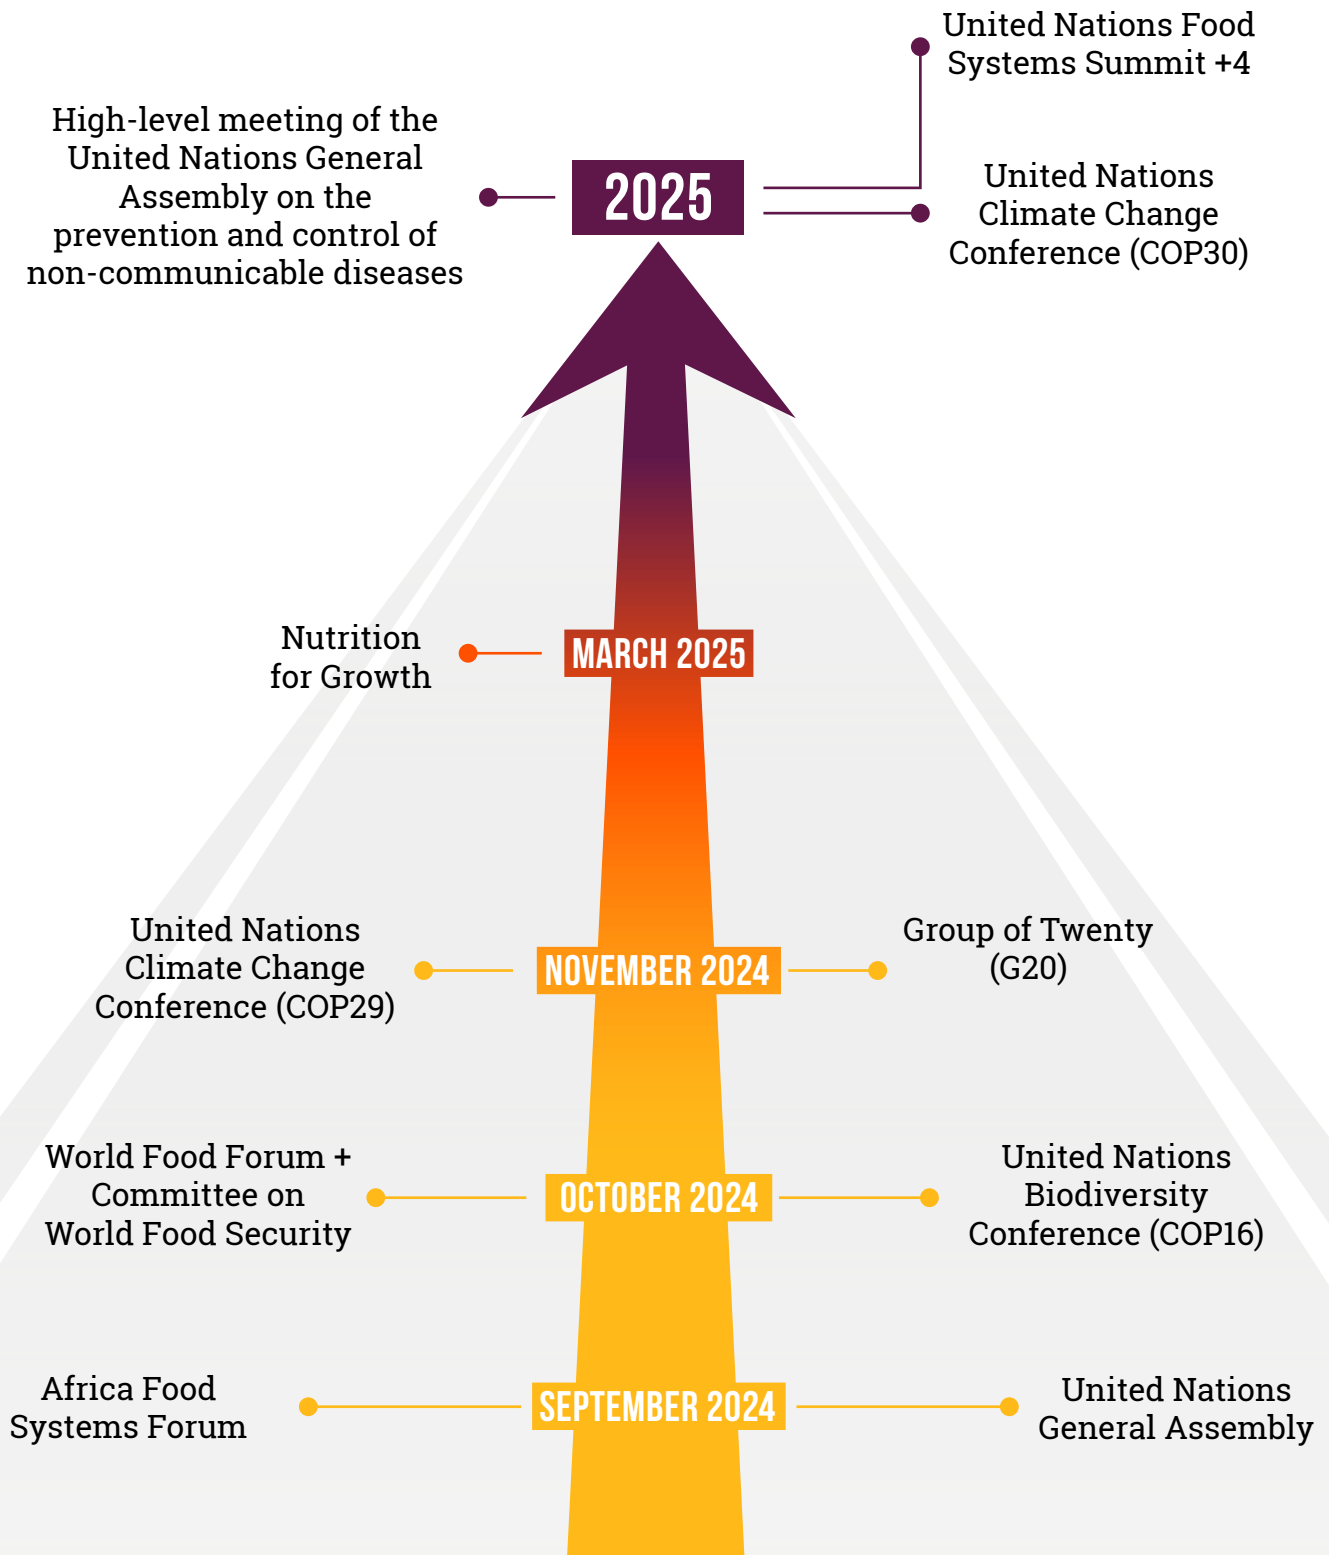 United Nations Food
Systems Summit +4
High-level meeting of the
United Nations General
Assembly on the
prevention and control of
non-communicable diseases
2025
United Nations
Climate Change
Conference (COP30)
Nutrition
for Growth
MARCH 2025
United Nations
Climate Change
Conference (COP29)
NOVEMBER 2024
Group of Twenty
(G20)
World Food Forum +
Committee on
World Food Security
OCTOBER 2024
United Nations
Biodiversity
Conference (COP16)
Africa Food
Systems Forum
SEPTEMBER 2024
United Nations
General Assembly